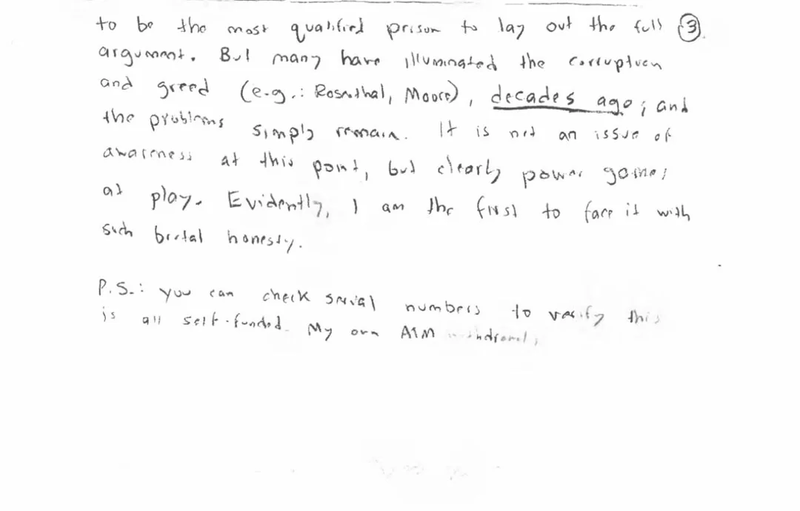 to be the most qualified prison to lay out the full ③.
argument. But many have illuminated the corruption
and greed (e.g.: Rosenthal, Moore), decades ago; and
the problems simply remain. It is not an issue of
awareness at this point, but clearly power games
at play. Evidently, I am the first to face it with
such brutal honesty.
P.S.: you can check serial numbers to verify this
is all self-funded. My own ATM withdrawals